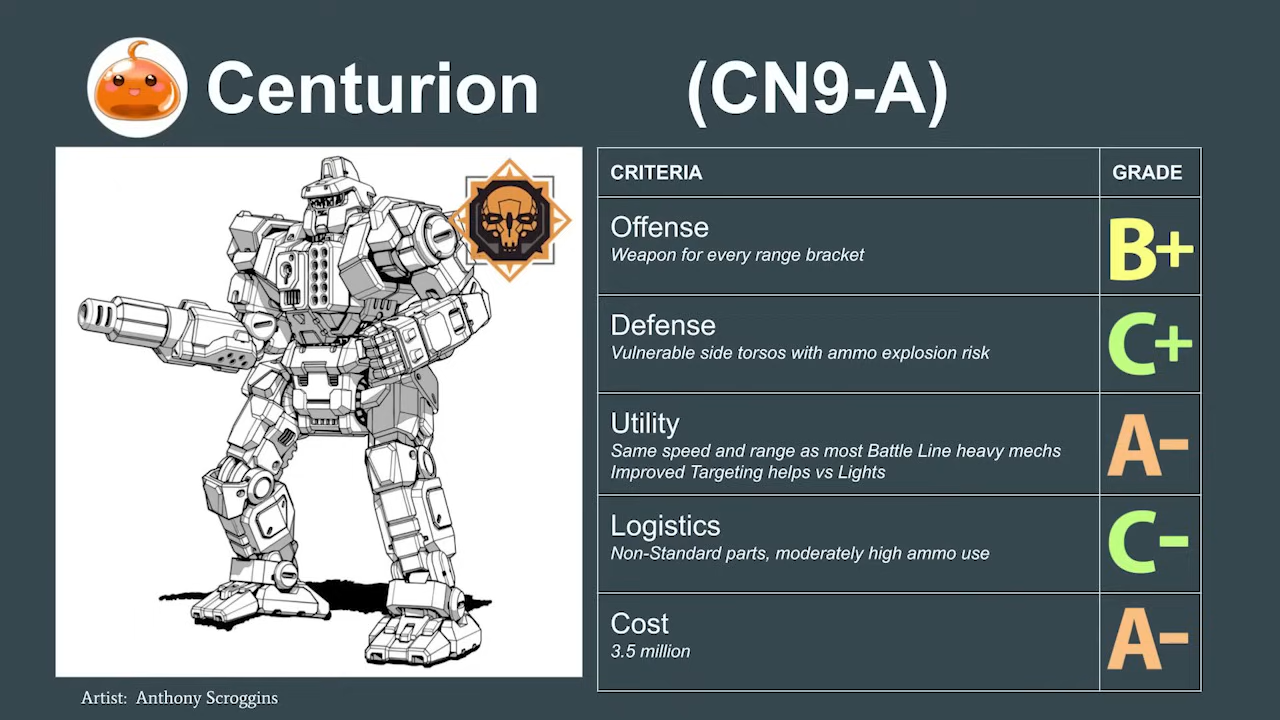 Centurion (CN9-A)
CRITERIA GRADE
Offense
Weapon for every range bracket
B+
Defense
Vulnerable side torsos with ammo explosion risk
C+
Utility
Same speed and range as most Battle Line heavy mechs
Improved Targeting helps vs Lights
A-
Logistics
Non-Standard parts, moderately high ammo use
C-
Cost
3.5 million
A-
Artist: Anthony Scroggins